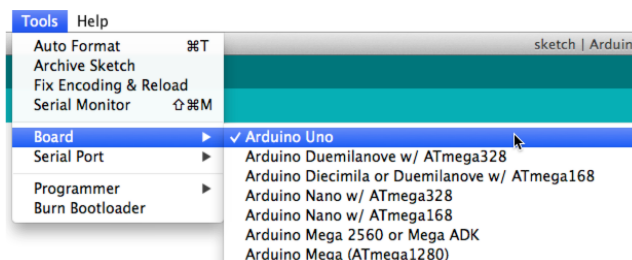 Tools Help
Auto Format ⌘T
Archive Sketch
Fix Encoding & Reload
Serial Monitor ⇧⌘M
Board
Serial Port
Programmer
Burn Bootloader
sketch | Arduin
✓ Arduino Uno
Arduino Duemilanove w/ ATmega328
Arduino Diecimila or Duemilanove w/ ATmega168
Arduino Nano w/ ATmega328
Arduino Nano w/ ATmega168
Arduino Mega 2560 or Mega ADK
Arduino Mega (ATmega1280)